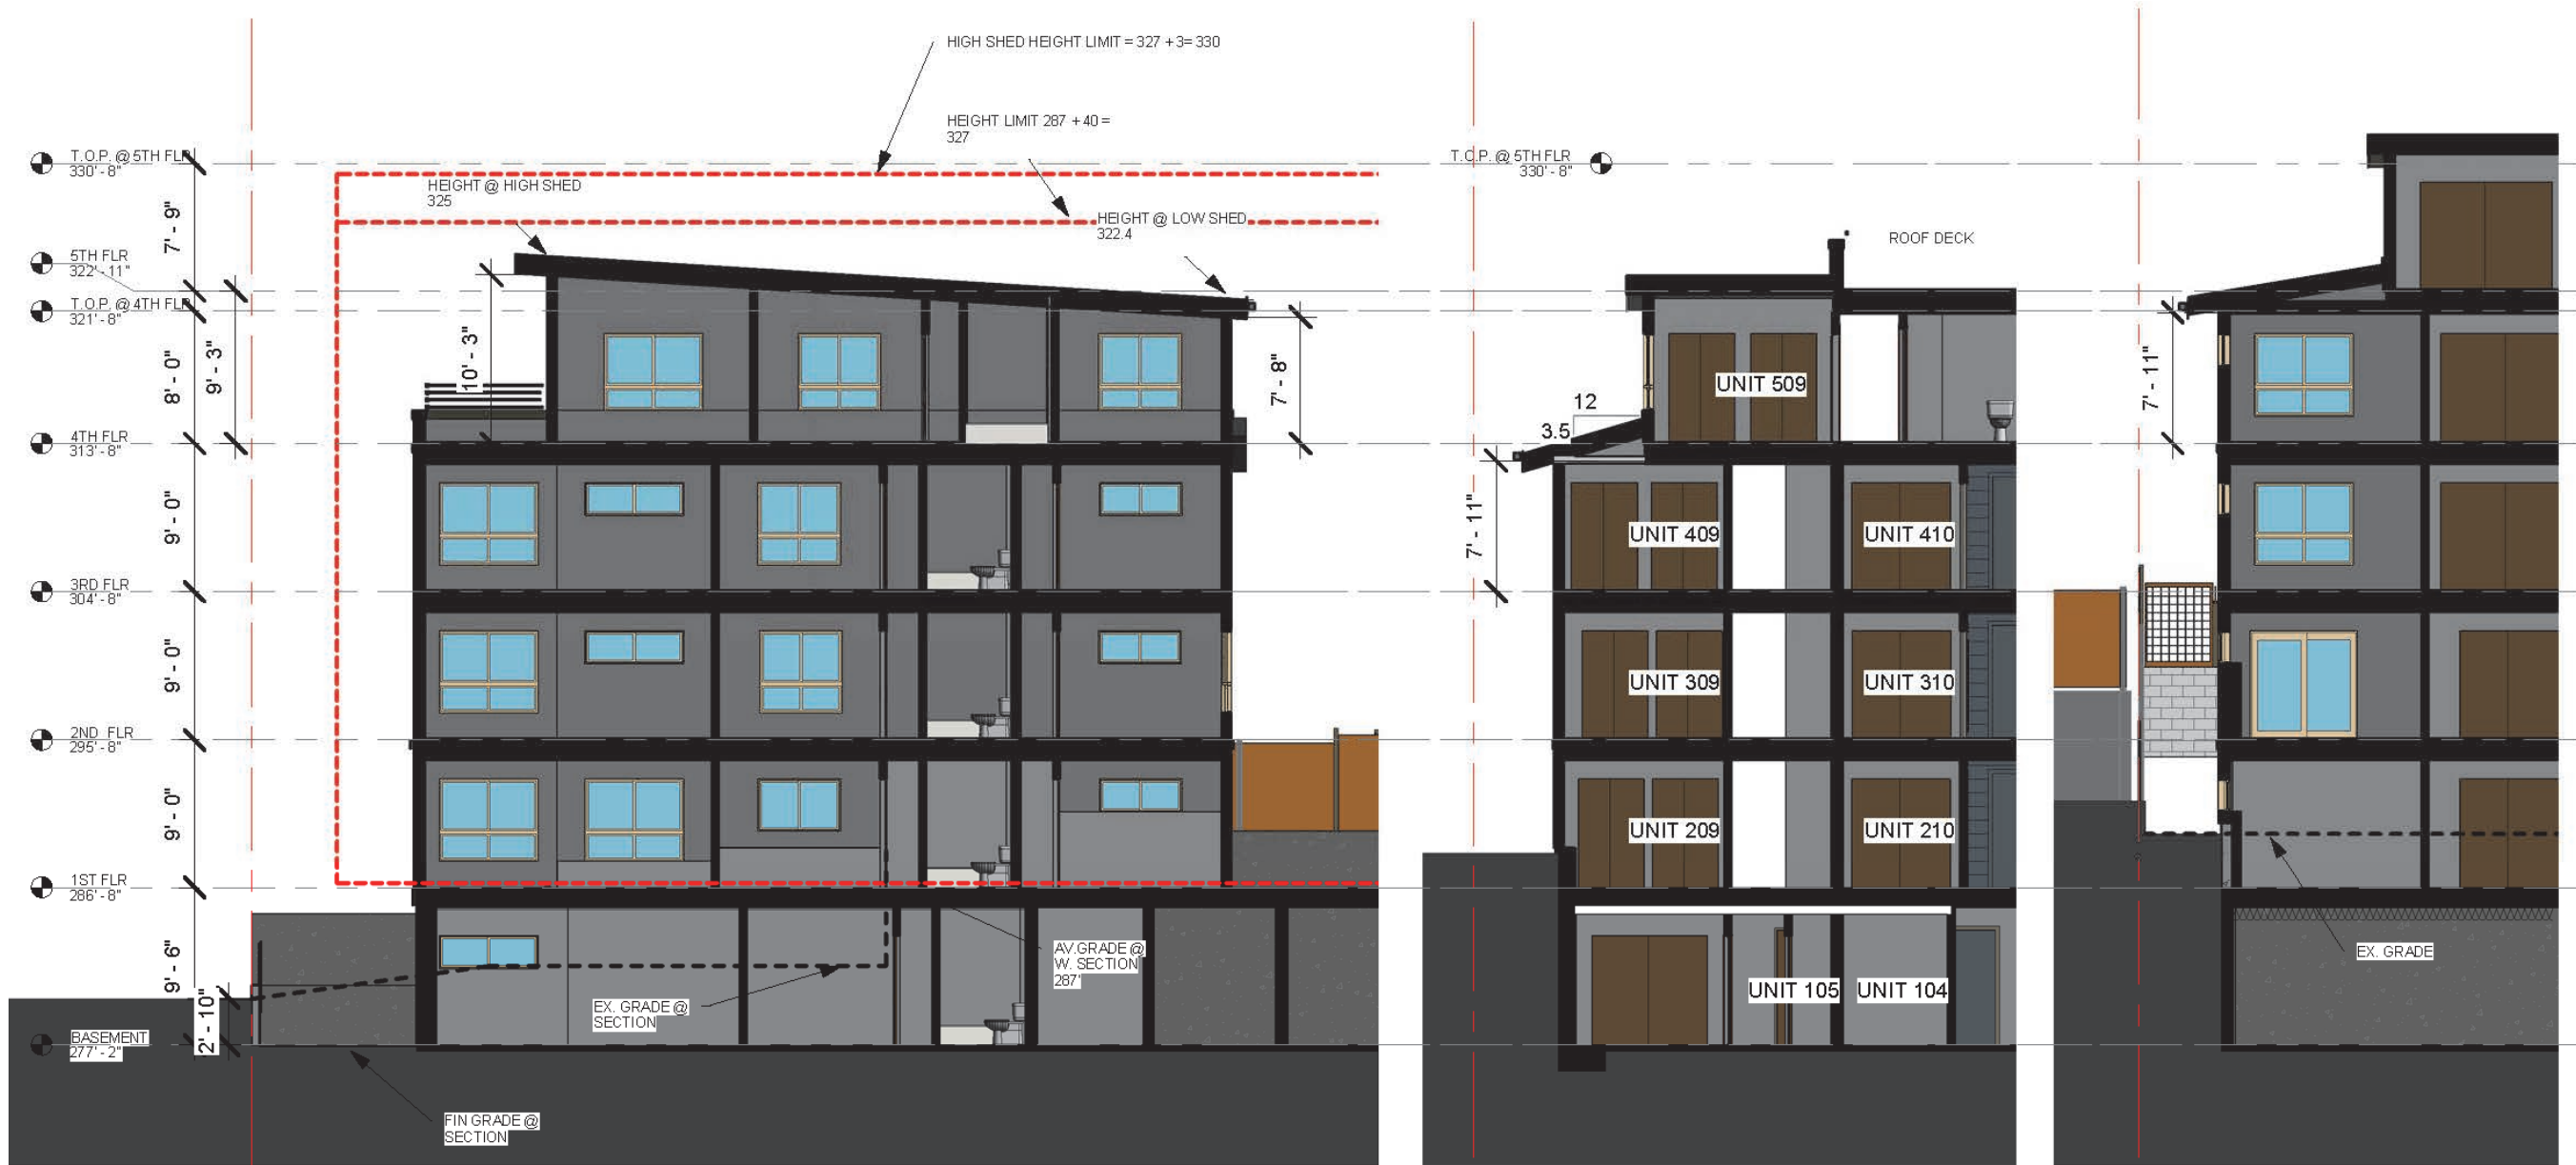 HIGH SHED HEIGHT LIMIT = 327 +3= 330
HEIGHT LIMIT 287 + 40 =
327
T.O.P. @ 5TH FLR
330' - 8"
HEIGHT @ HIGH SHED
325
HEIGHT @ LOW SHED
322.4
7' - 9"
5TH FLR
322' - 11"
T.O.P. @ 4TH FLR
321' - 8"
8' - 0"
9' - 3"
10' - 3"
7' - 8"
4TH FLR
313' - 8"
9' - 0"
3RD FLR
304' - 8"
9' - 0"
2ND FLR
295' - 8"
9' - 0"
1ST FLR
286' - 8"
9' - 6"
2' - 10"
BASEMENT
277' - 2"
AV.GRADE @
W. SECTION
287'
EX. GRADE @
SECTION
FIN GRADE @
SECTION
T.O.P. @ 5TH FLR
330' - 8"
ROOF DECK
UNIT 509
12
3.5
7' - 11"
UNIT 409
UNIT 410
UNIT 309
UNIT 310
UNIT 209
UNIT 210
UNIT 105
UNIT 104
7' - 11"
EX. GRADE